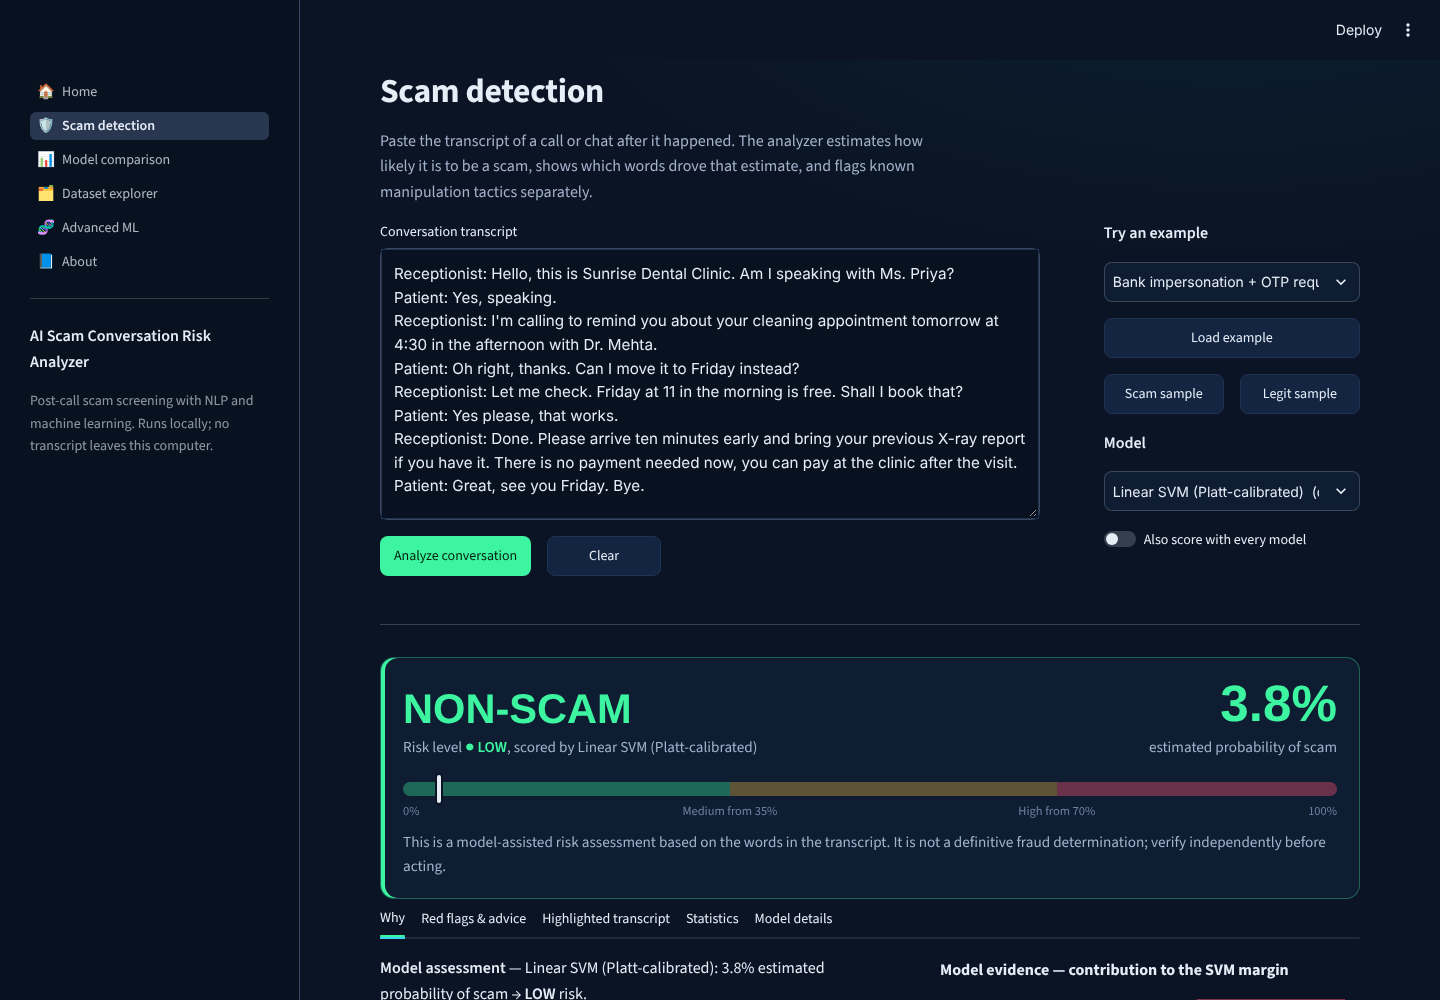 Deploy
Home
Scam detection
Model comparison
Dataset explorer
Advanced ML
About
AI Scam Conversation Risk
Analyzer
Post-call scam screening with NLP and
machine learning. Runs locally; no
transcript leaves this computer.
Scam detection
Paste the transcript of a call or chat after it happened. The analyzer estimates how
likely it is to be a scam, shows which words drove that estimate, and flags known
manipulation tactics separately.
Conversation transcript
Receptionist: Hello, this is Sunrise Dental Clinic. Am I speaking with Ms. Priya?
Patient: Yes, speaking.
Receptionist: I'm calling to remind you about your cleaning appointment tomorrow at
4:30 in the afternoon with Dr. Mehta.
Patient: Oh right, thanks. Can I move it to Friday instead?
Receptionist: Let me check. Friday at 11 in the morning is free. Shall I book that?
Patient: Yes please, that works.
Receptionist: Done. Please arrive ten minutes early and bring your previous X-ray report
if you have it. There is no payment needed now, you can pay at the clinic after the visit.
Patient: Great, see you Friday. Bye.
Analyze conversation
Clear
Try an example
Bank impersonation + OTP requ
Load example
Scam sample
Legit sample
Model
Linear SVM (Platt-calibrated)
Also score with every model
NON-SCAM
3.8%
Risk level ● LOW, scored by Linear SVM (Platt-calibrated)
estimated probability of scam
0%
Medium from 35%
High from 70%
100%
This is a model-assisted risk assessment based on the words in the transcript. It is not a definitive fraud determination; verify independently before
acting.
Why
Red flags & advice
Highlighted transcript
Statistics
Model details
Model assessment — Linear SVM (Platt-calibrated): 3.8% estimated
probability of scam → LOW risk.
Model evidence — contribution to the SVM margin